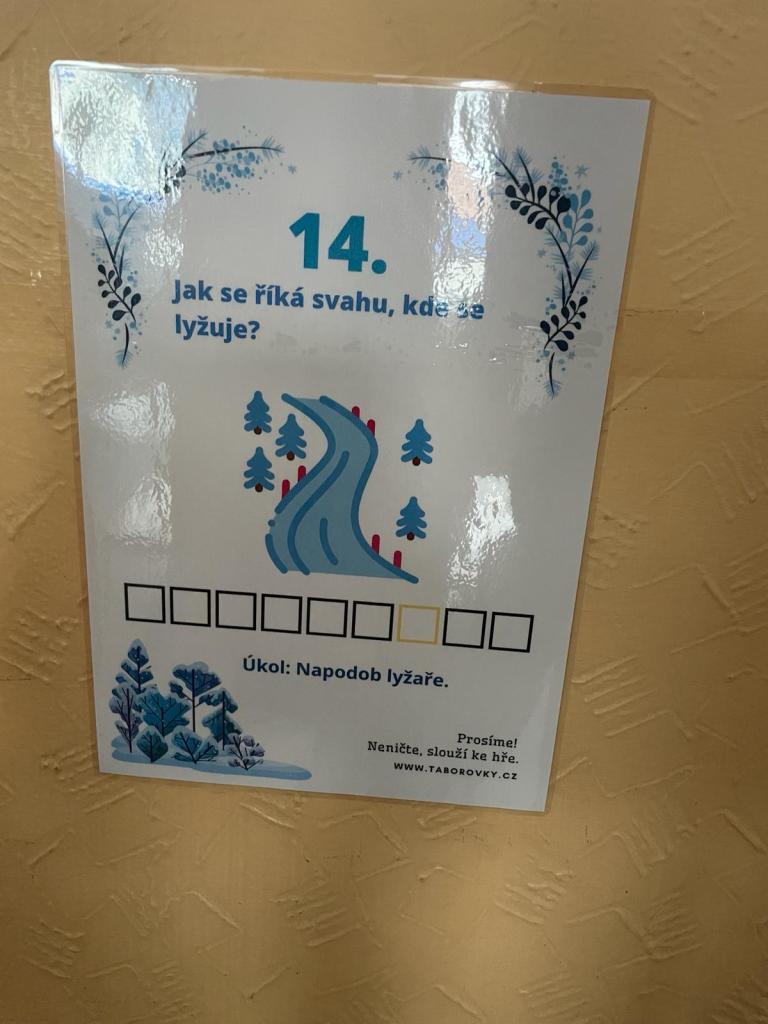 14.
Jak se říká svahu, kde se
lyžuje?
Úkol: Napodob lyžaře.
Prosíme!
Neničte, slouží ke hře.
WWW.TABOROVKY.CZ